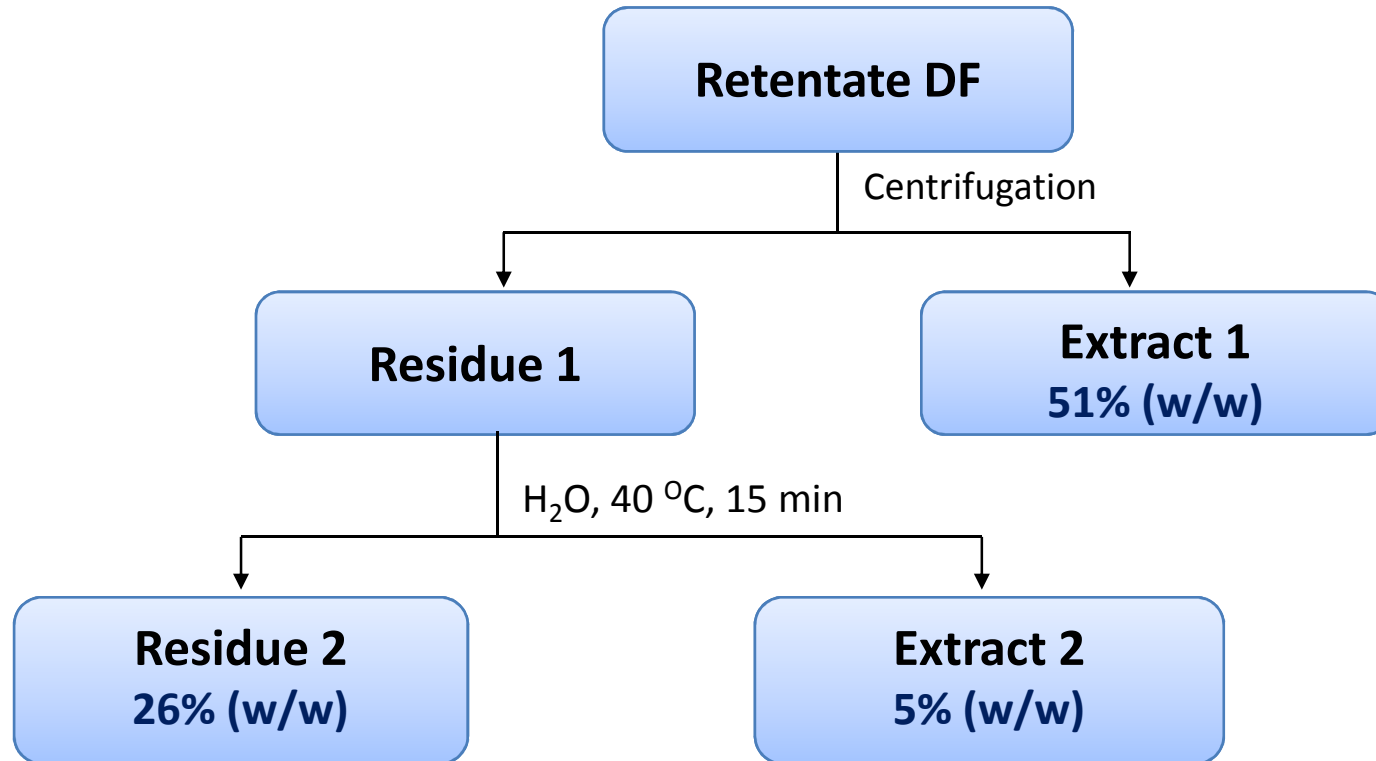 Retentate DF
Centrifugation
Residue 1
Extract 1
51% (w/w)
H₂O, 40 ᴼC, 15 min
Residue 2
26% (w/w)
Extract 2
5% (w/w)